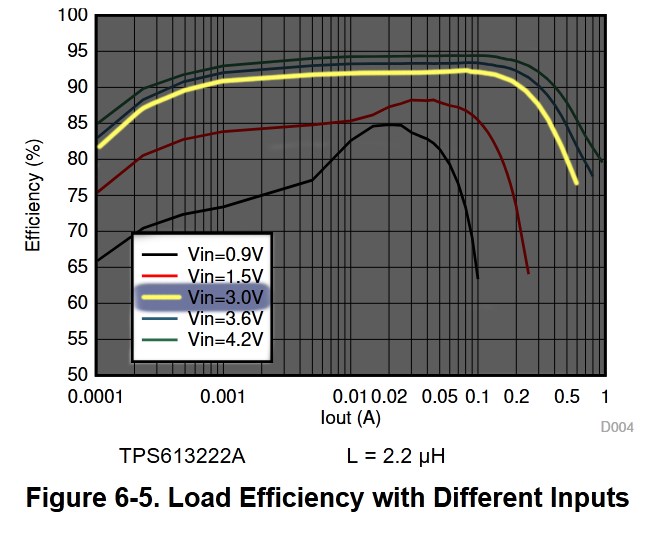 100
95
90
85
80
75
70
65
60
55
50
Efficiency (%)
Vin=0.9V
Vin=1.5V
Vin=3.0V
Vin=3.6V
Vin=4.2V
0.0001 0.001 0.01 0.02 0.05 0.1 0.2 0.5 1
Iout (A)
D004
TPS613222A L = 2.2 µH
Figure 6-5. Load Efficiency with Different Inputs